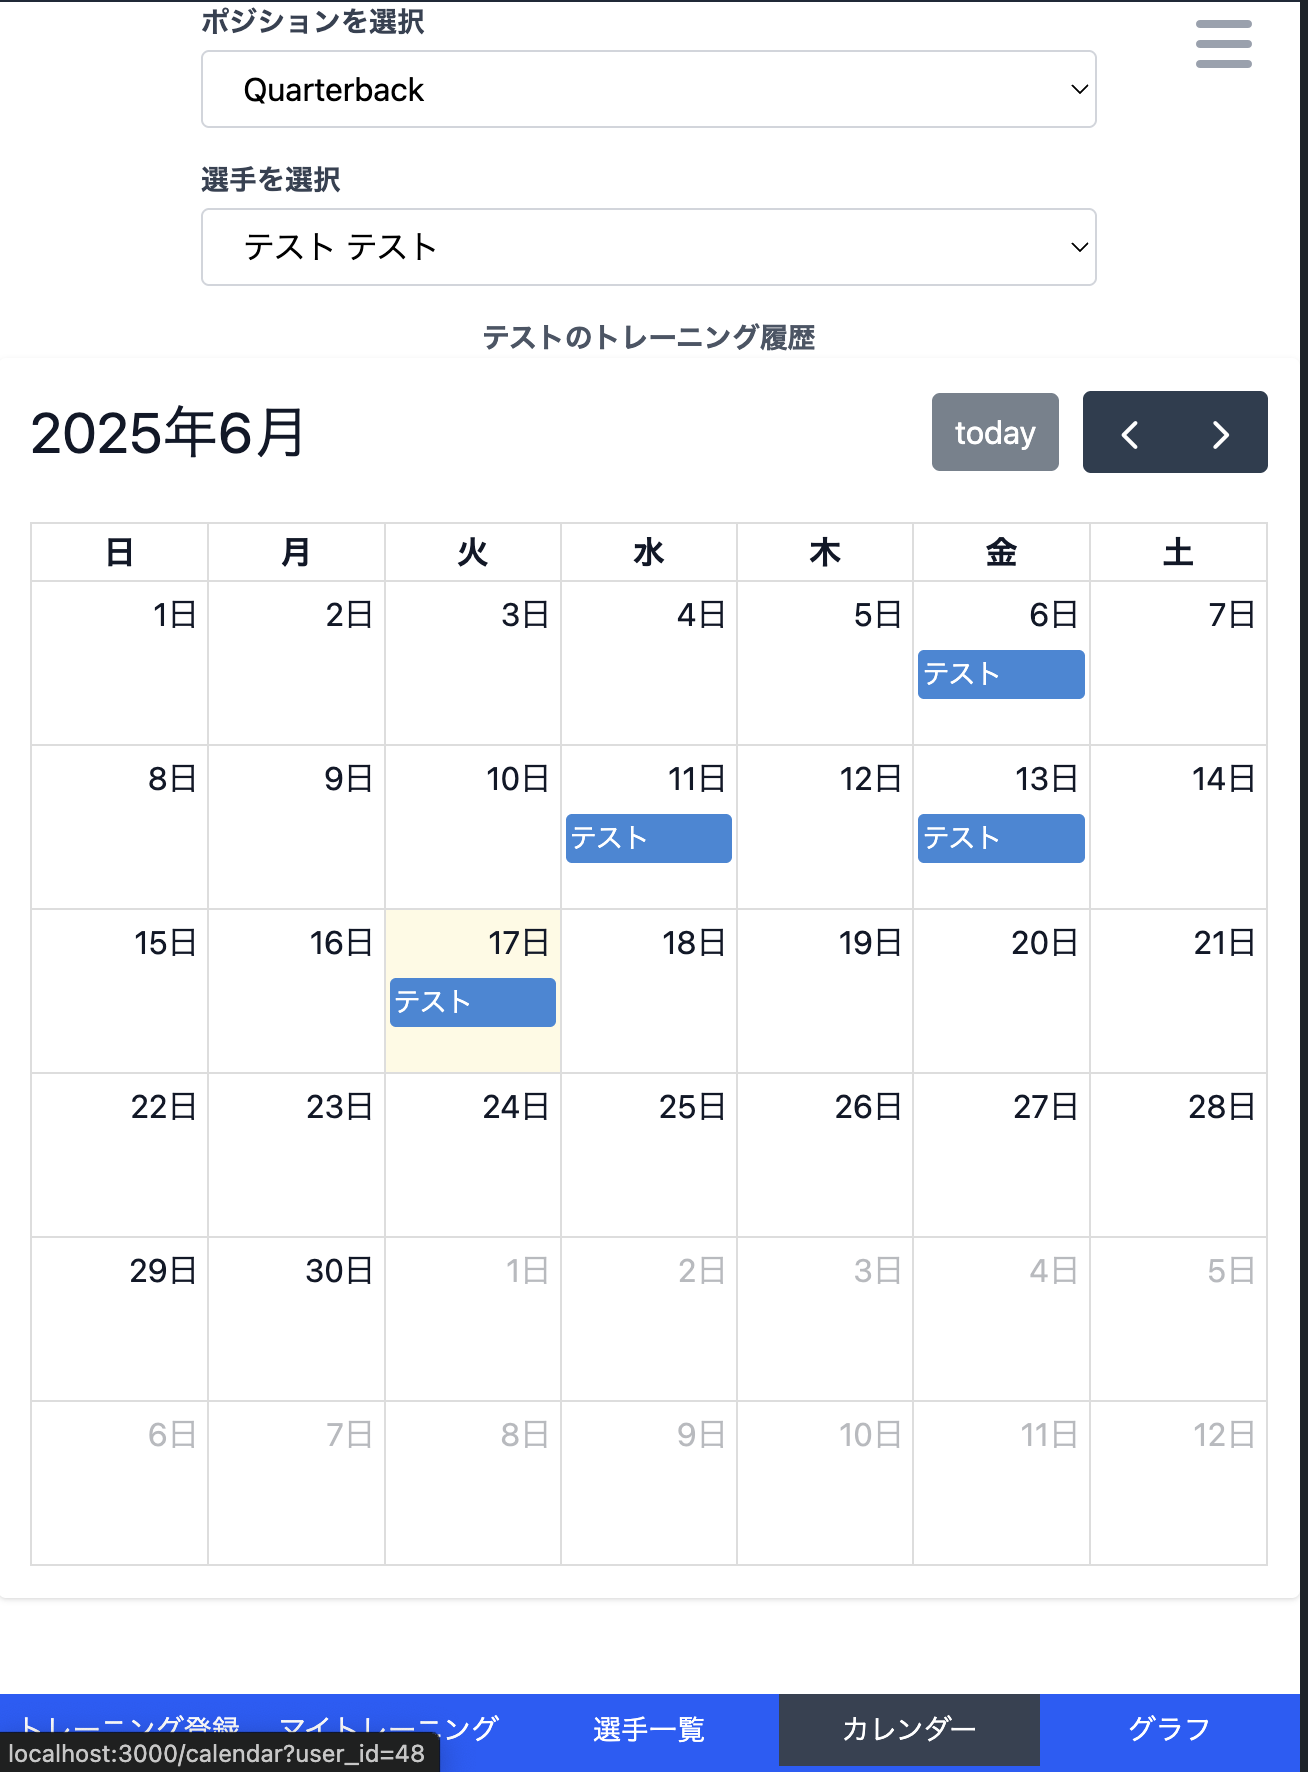 ポジションを選択
Quarterback
選手を選択
テスト テスト
テストのトレーニング履歴
2025年6月
today
日 月 火 水 木 金 土
1日 2日 3日 4日 5日 6日 7日
テスト
8日 9日 10日 11日 12日 13日 14日
テスト テスト
15日 16日 17日 18日 19日 20日 21日
テスト
22日 23日 24日 25日 26日 27日 28日
29日 30日 1日 2日 3日 4日 5日
6日 7日 8日 9日 10日 11日 12日
トレーニング登録 マイトレーニング 選手一覧 カレンダー グラフ
localhost:3000/calendar?user_id=48